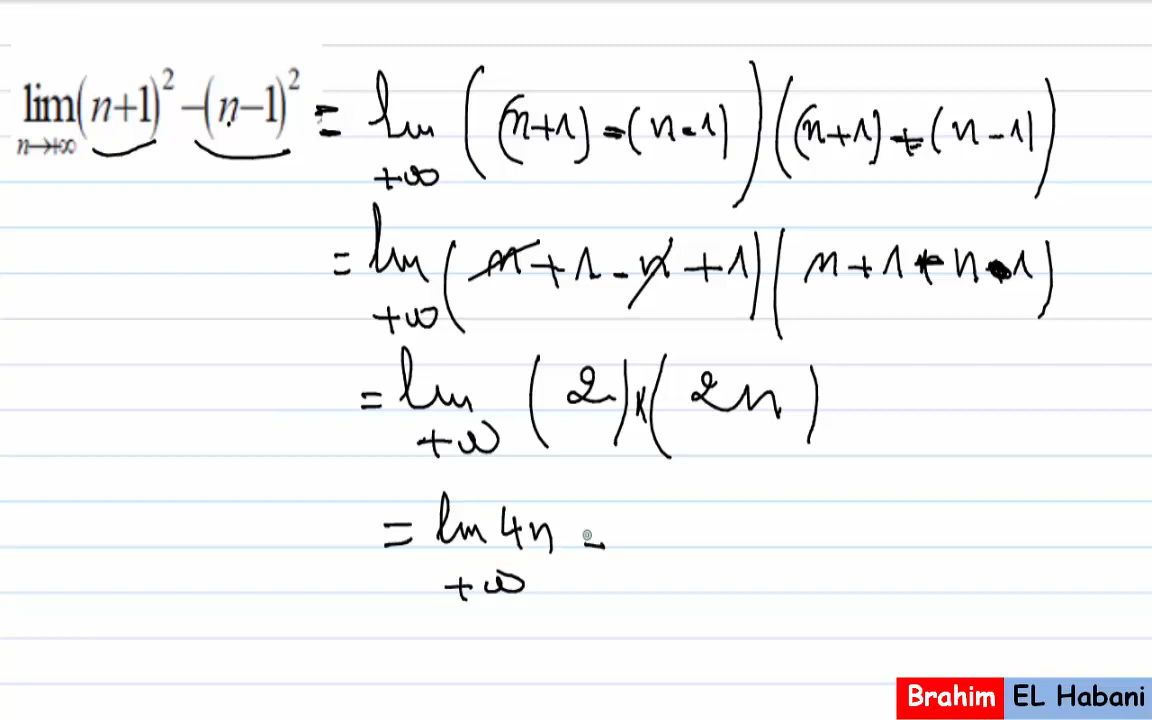 lim (n+1)² −(n−1)² = lim ((n+1) - (n-1)) ((n+1) + (n-1))
n→+∞ +∞
= lim (n+1-n+1) (n+1+n-1)
+∞
= lim (2)×(2n)
+∞
= lim 4n =
+∞
Brahim EL Habani